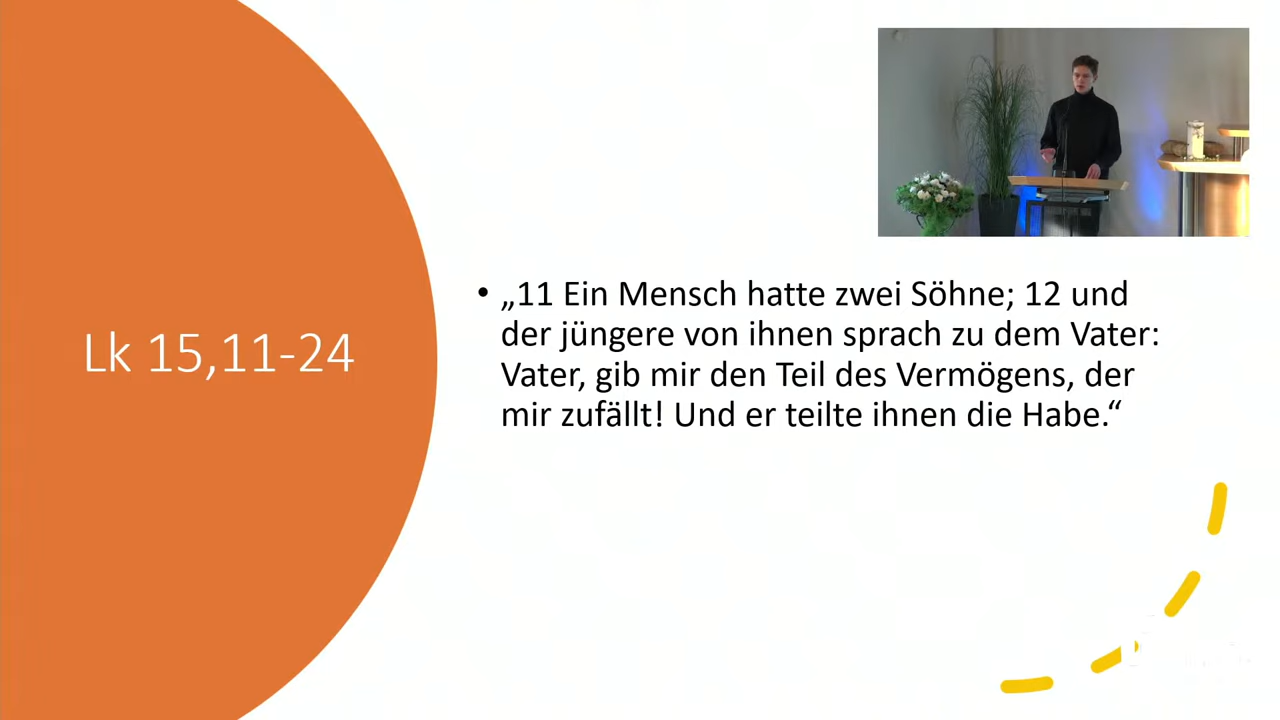 Lk 15,11-24
• „11 Ein Mensch hatte zwei Söhne; 12 und
der jüngere von ihnen sprach zu dem Vater:
Vater, gib mir den Teil des Vermögens, der
mir zufällt! Und er teilte ihnen die Habe.“